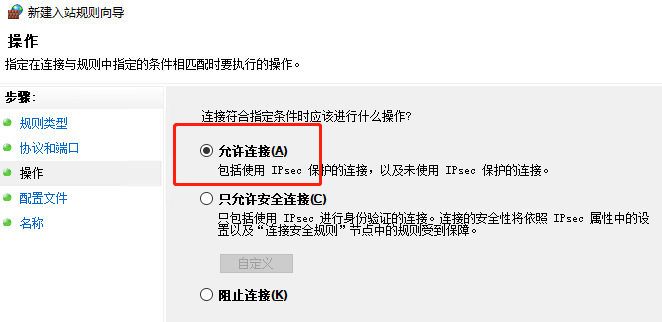 新建入站规则向导
操作
指定在连接与规则中指定的条件相匹配时要执行的操作。
步骤:
规则类型
协议和端口
操作
配置文件
名称
连接符合指定条件时应该进行什么操作?
允许连接(A)
包括使用 IPsec 保护的连接，以及未使用 IPsec 保护的连接。
只允许安全连接(C)
只包括使用 IPsec 进行身份验证的连接。连接的安全性将依照 IPsec 属性中的设
置以及“连接安全规则”节点中的规则受到保障。
自定义
阻止连接(K)